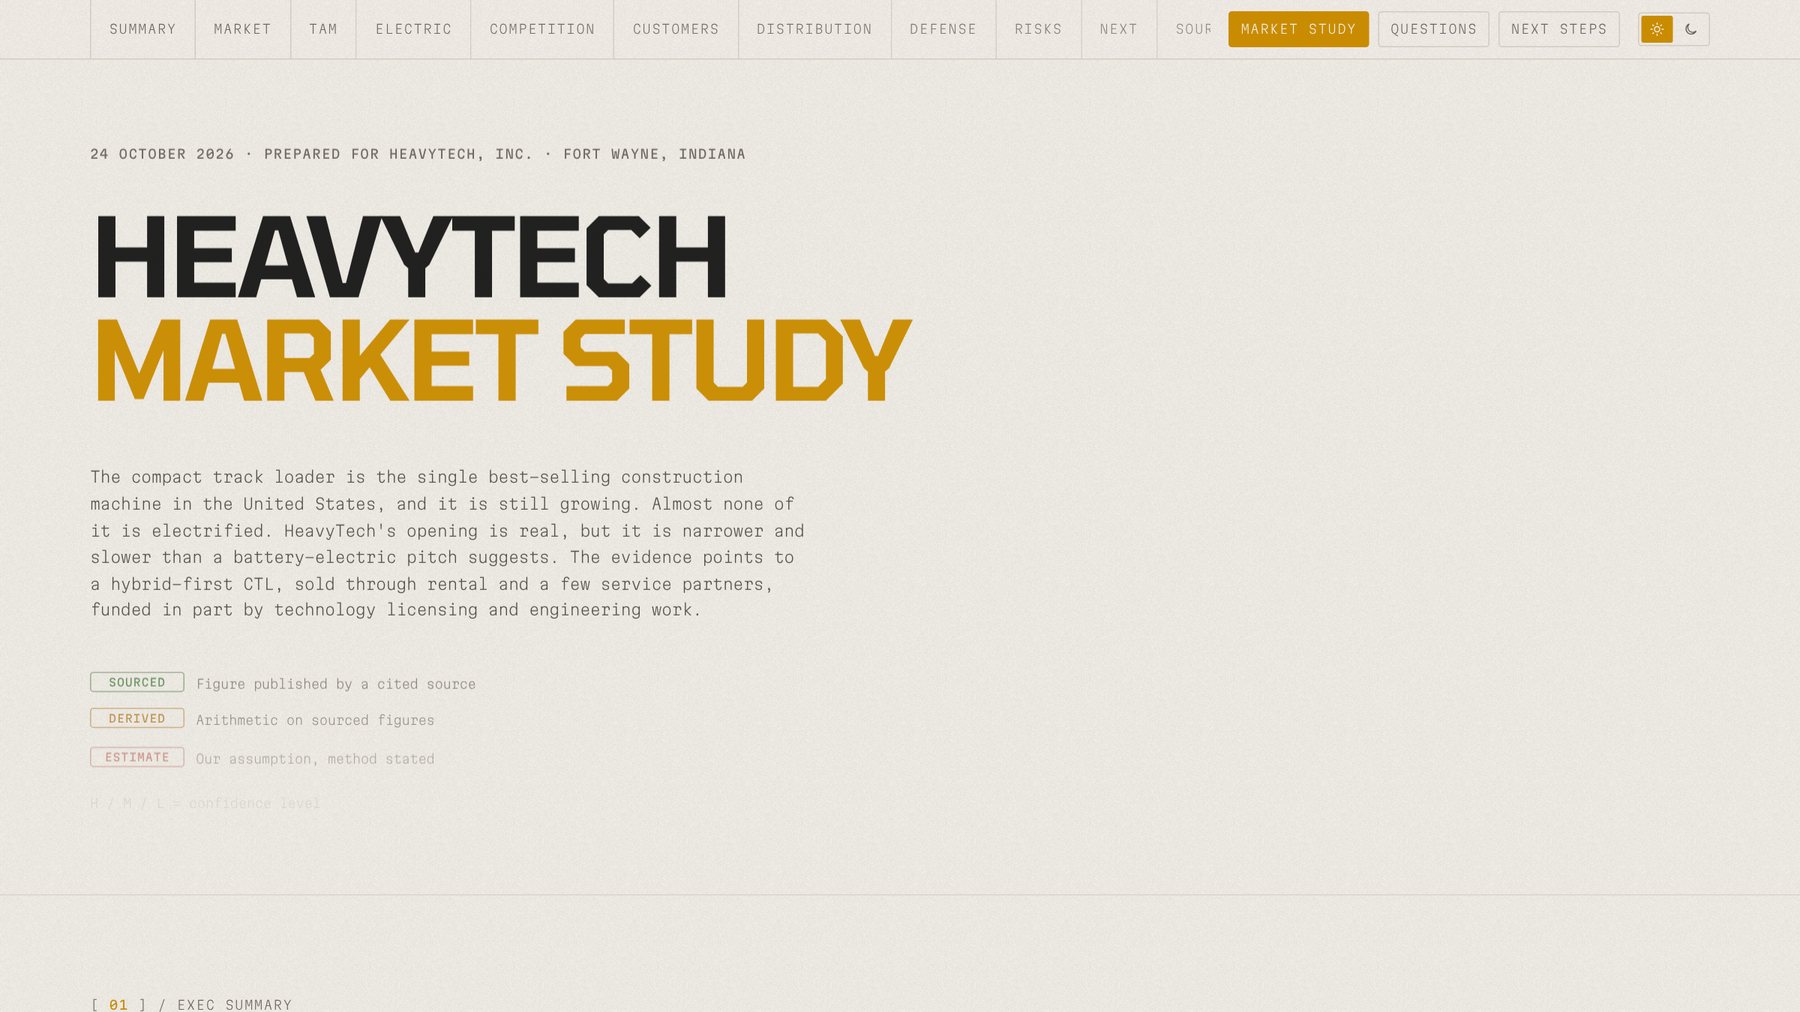 SUMMARY MARKET TAM ELECTRIC COMPETITION CUSTOMERS DISTRIBUTION DEFENSE RISKS NEXT SOUR MARKET STUDY QUESTIONS NEXT STEPS
24 OCTOBER 2026 · PREPARED FOR HEAVYTECH, INC. · FORT WAYNE, INDIANA
HEAVYTECH
MARKET STUDY
The compact track loader is the single best-selling construction
machine in the United States, and it is still growing. Almost none of
it is electrified. HeavyTech's opening is real, but it is narrower and
slower than a battery-electric pitch suggests. The evidence points to
a hybrid-first CTL, sold through rental and a few service partners,
funded in part by technology licensing and engineering work.
SOURCED Figure published by a cited source
DERIVED Arithmetic on sourced figures
ESTIMATE Our assumption, method stated
H / M / L = confidence level
[ 01 ] / EXEC SUMMARY